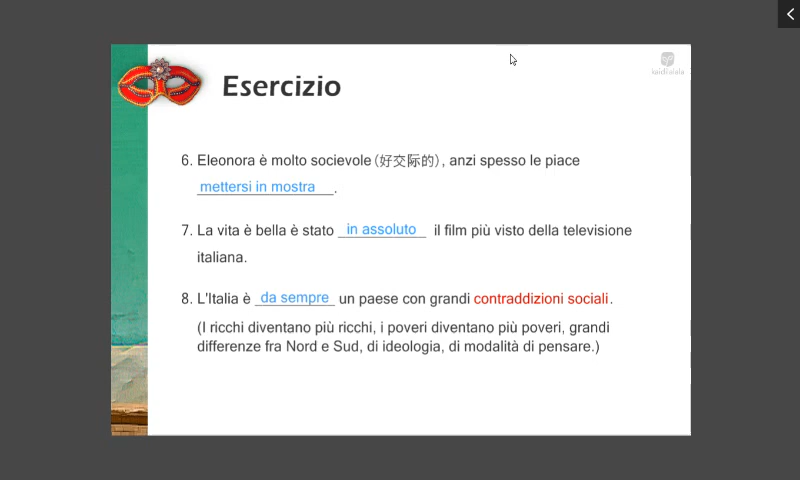 Esercizio
6. Eleonora è molto socievole(好交际的), anzi spesso le piace
mettersi in mostra.
7. La vita è bella è stato in assoluto il film più visto della televisione
italiana.
8. L'Italia è da sempre un paese con grandi contraddizioni sociali.
(I ricchi diventano più ricchi, i poveri diventano più poveri, grandi
differenze fra Nord e Sud, di ideologia, di modalità di pensare.)